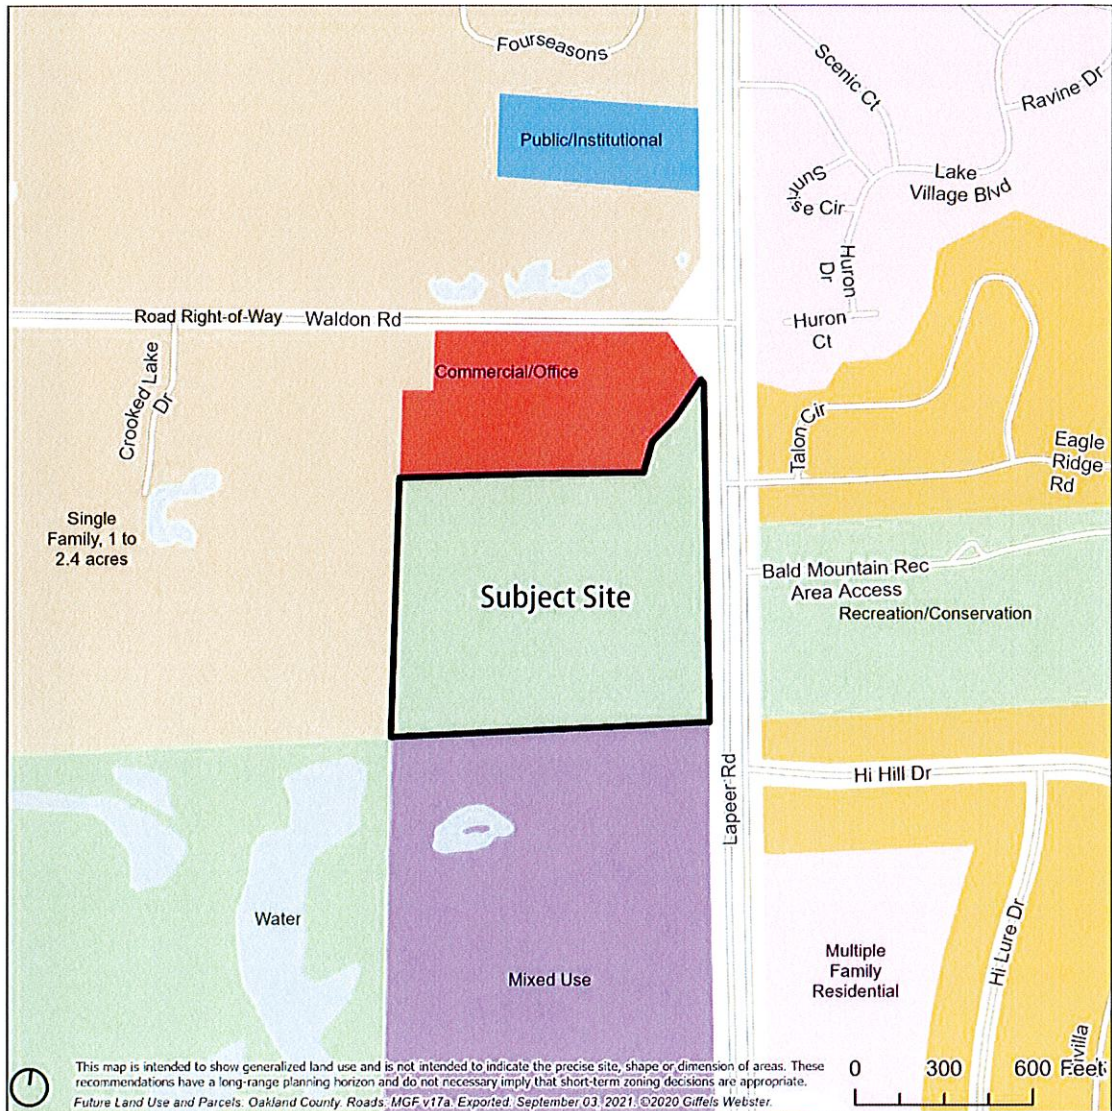 Fourseasons
Scenic Ct
Ravine Dr
Public/Institutional
Sunri
se Cir
Lake
Village Blvd
Huron
Dr
Road Right-of-Way
Waldon Rd
Huron
Ct
Commercial/Office
Crooked Lake
Dr
Talon Cir
Eagle
Ridge
Rd
Single
Family, 1 to
2.4 acres
Subject Site
Bald Mountain Rec
Area Access
Recreation/Conservation
Lapeer Rd
Hi Hill Dr
Water
Mixed Use
Multiple
Family
Residential
Hi Lure Dr
This map is intended to show generalized land use and is not intended to indicate the precise site, shape or dimension of areas. These
recommendations have a long-range planning horizon and do not necessarily imply that short-term zoning decisions are appropriate.
Future Land Use and Parcels. Oakland County. Roads: MGF v17a. Exported: September 03, 2021. ©2020 Giffels Webster.
0 300 600 Feet